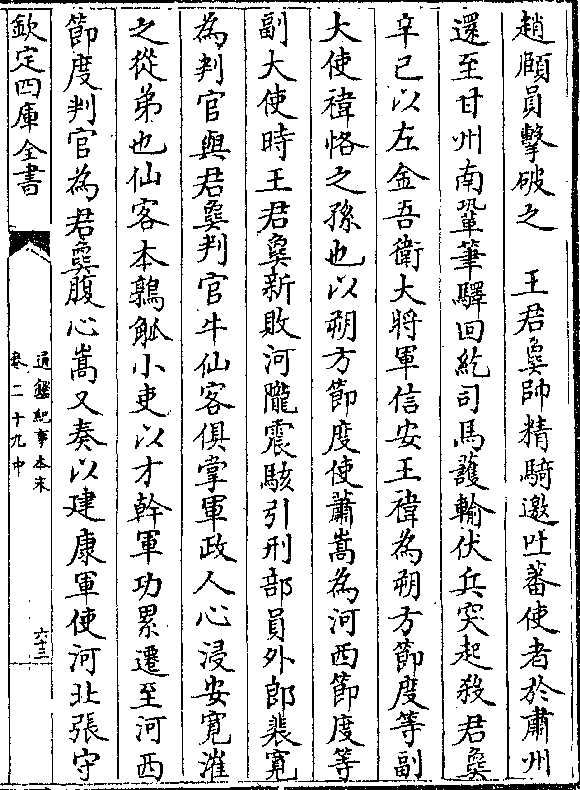 趙頤貞擊破之　王君㚟帥精騎邀吐蕃使者於肅州
還至甘州南鞏筆驛回紇司馬䕶輸伏兵突起殺君㚟
辛巳以左金吾衛大將軍信安王禕為朔方節度等副
大使禕恪之孫也以朔方節度使蕭嵩為河西節度等
副大使時王君㚟新敗河隴震駭引刑部員外郎裴寛
為判官與君㚟判官牛仙客俱掌軍政人心浸安寛漼
之從弟也仙客本鶉觚小吏以才幹軍功累遷至河西
節度判官為君㚟腹心嵩又奏以建康軍使河北張守
欽定四庫全書
通鑑紀事本末
卷二十九中
六十三